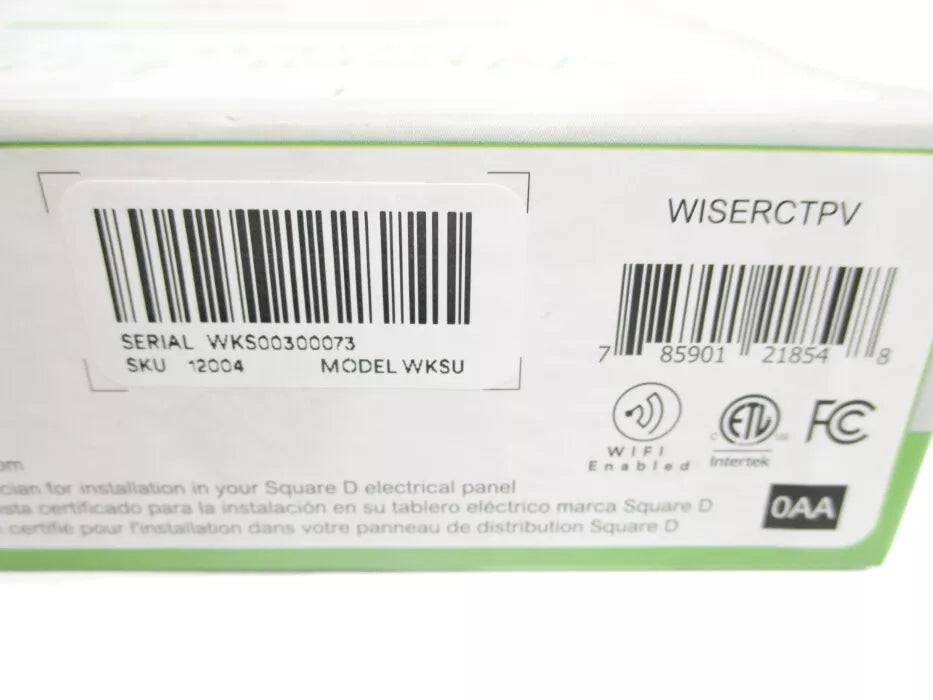 WISERCTPV
SERIAL WKS00300073
SKU 12004 MODEL WKSU
7 85901 21854 8
WIFI
Enabled
C ETL US
Intertek
FC
om
cian for installation in your Square D electrical panel
sta certificado para la instalación en su tablero eléctrico marca Square D
certifié pour l'installation dans votre panneau de distribution Square D
0AA